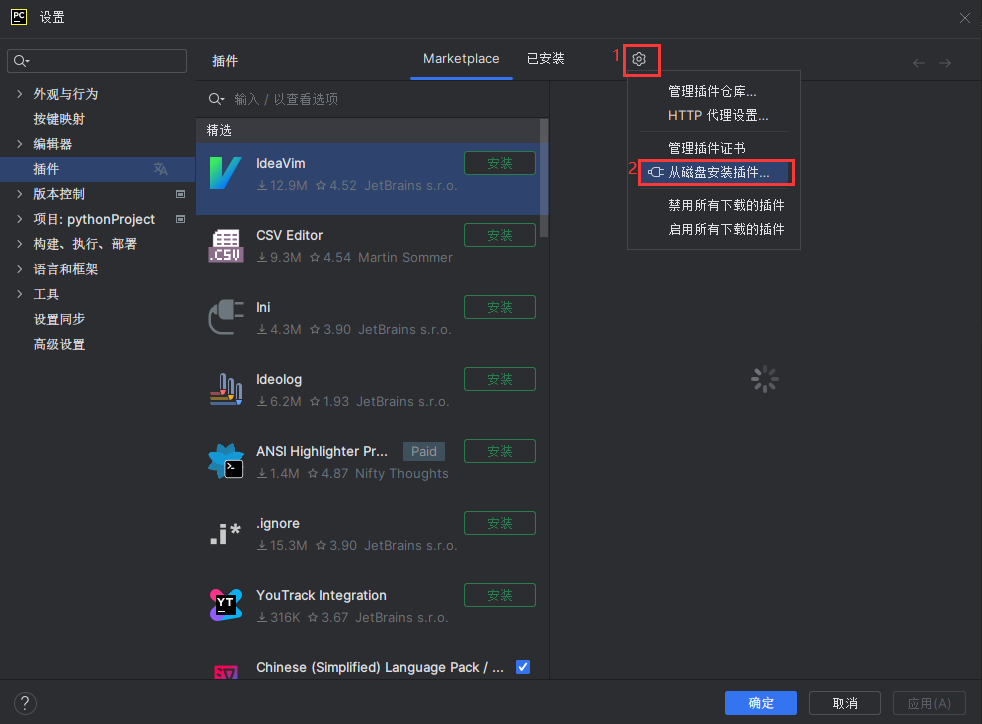 PC 设置
插件
Marketplace
已安装
1
外观与行为
按键映射
编辑器
插件
版本控制
项目: pythonProject
构建、执行、部署
语言和框架
工具
设置同步
高级设置
输入 / 以查看选项
精选
IdeaVim
安装
12.9M 4.52 JetBrains s.r.o.
CSV Editor
安装
.CSV
9.3M 4.54 Martin Sommer
Ini
安装
4.3M 3.90 JetBrains s.r.o.
Ideolog
安装
6.2M 1.93 JetBrains s.r.o.
ANSI Highlighter Pr... Paid
安装
1.4M 4.87 Nifty Thoughts
.i*
.ignore
安装
15.3M 3.90 JetBrains s.r.o.
YT
YouTrack Integration
安装
316K 3.67 JetBrains s.r.o.
Chinese (Simplified) Language Pack / ...
管理插件仓库...
HTTP 代理设置...
管理插件证书
2
从磁盘安装插件...
禁用所有下载的插件
启用所有下载的插件
?
确定
取消
应用(A)